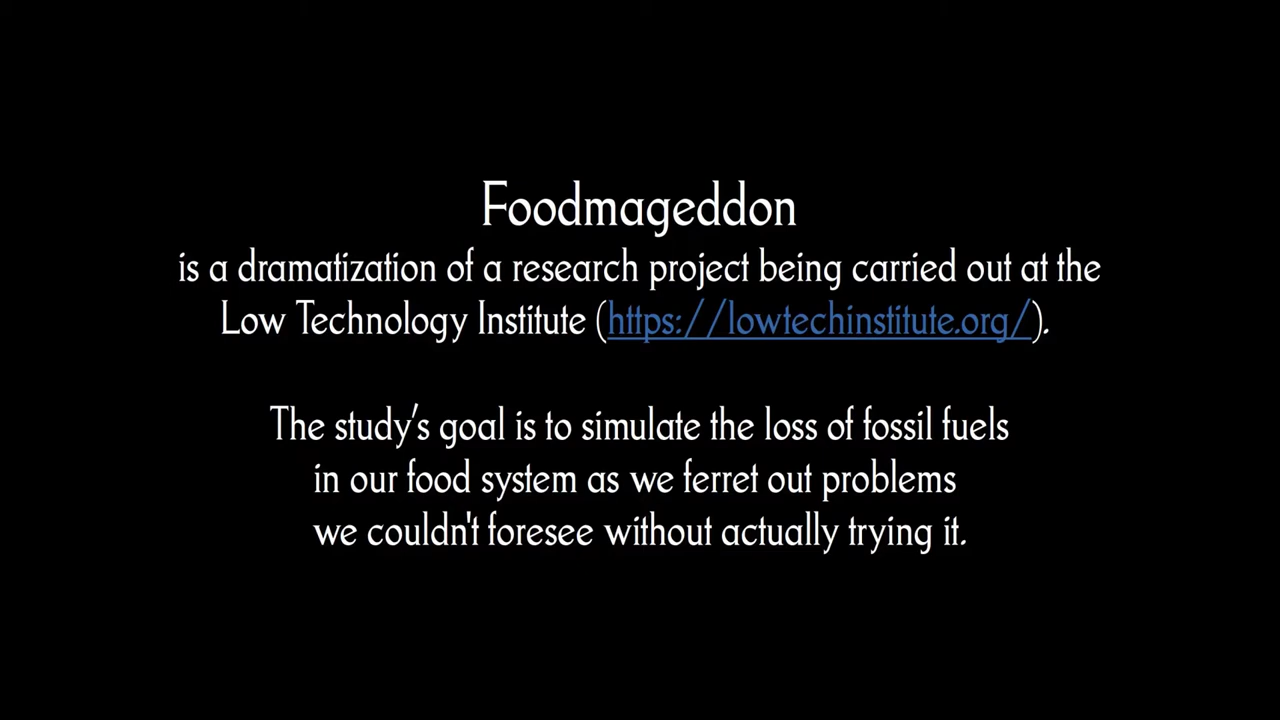 Foodmageddon
is a dramatization of a research project being carried out at the
Low Technology Institute (https://lowtechinstitute.org/).
The study's goal is to simulate the loss of fossil fuels
in our food system as we ferret out problems
we couldn't foresee without actually trying it.